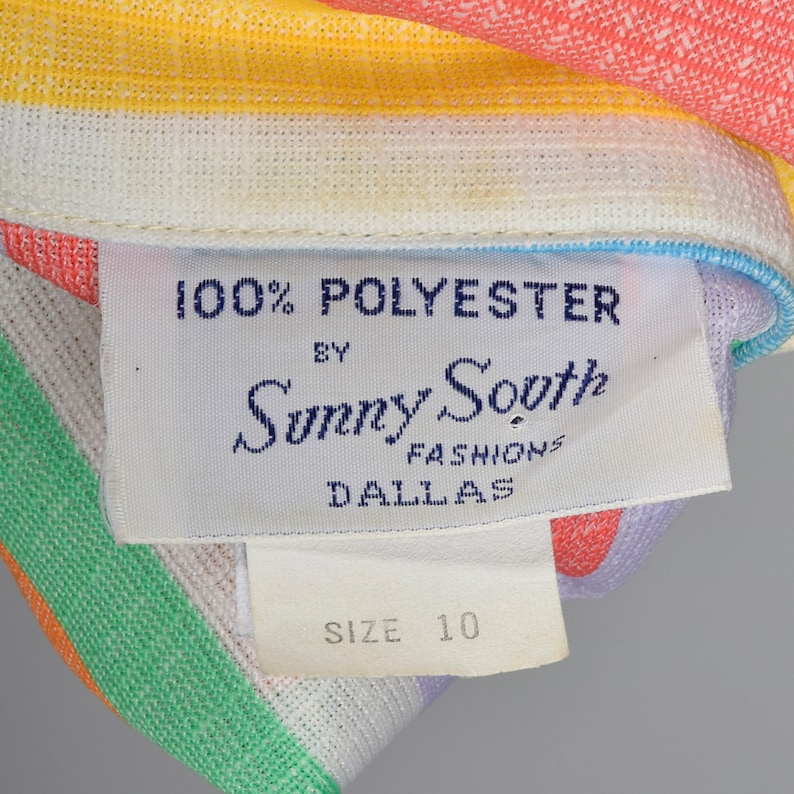 100% POLYESTER
BY
Sunny South
FASHIONS
DALLAS
SIZE 10